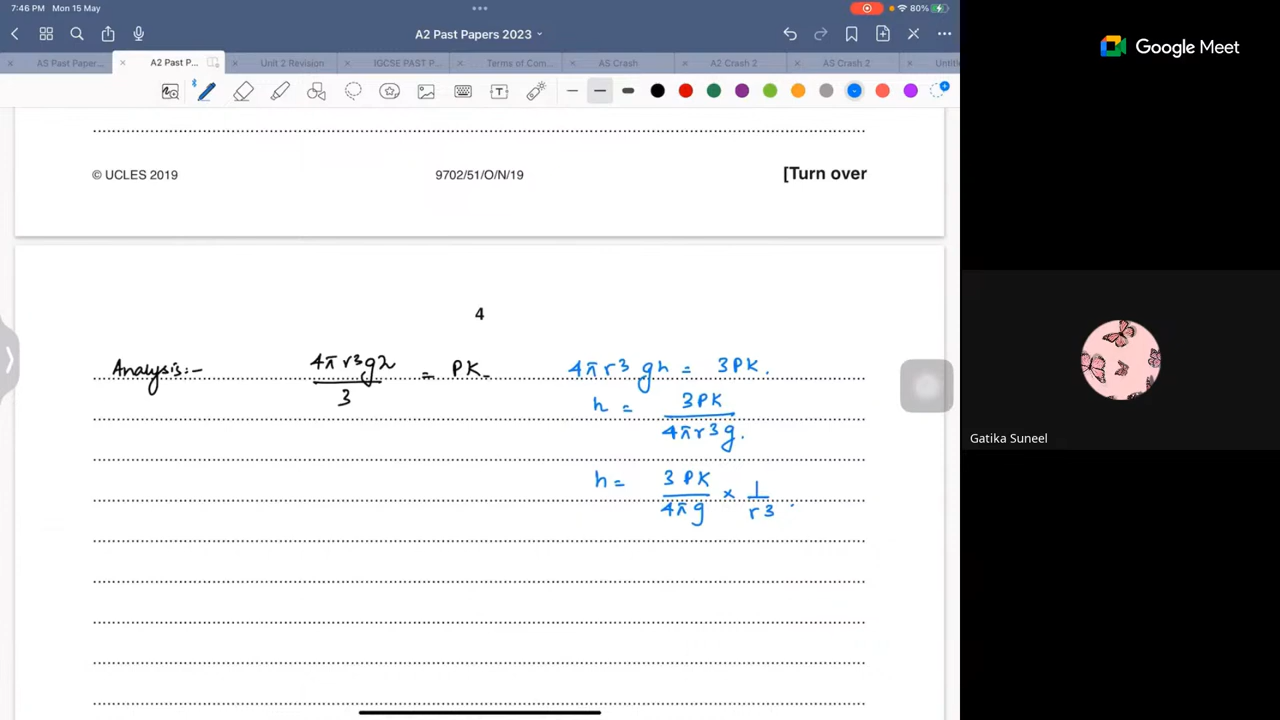 7:46 PM Mon 15 May
80%
A2 Past Papers 2023
AS Past Paper...
A2 Past P...
Unit 2 Revision
IGCSE PAST P...
Terms of Com...
AS Crash
A2 Crash 2
AS Crash 2
Untitl
© UCLES 2019 9702/51/O/N/19 [Turn over
4
Analysis:- 4πr³g2/3 = PK
4πr³gh = 3PK.
h = 3PK/4πr³g.
h = 3PK/4πg × 1/r³
Google Meet
Gatika Suneel